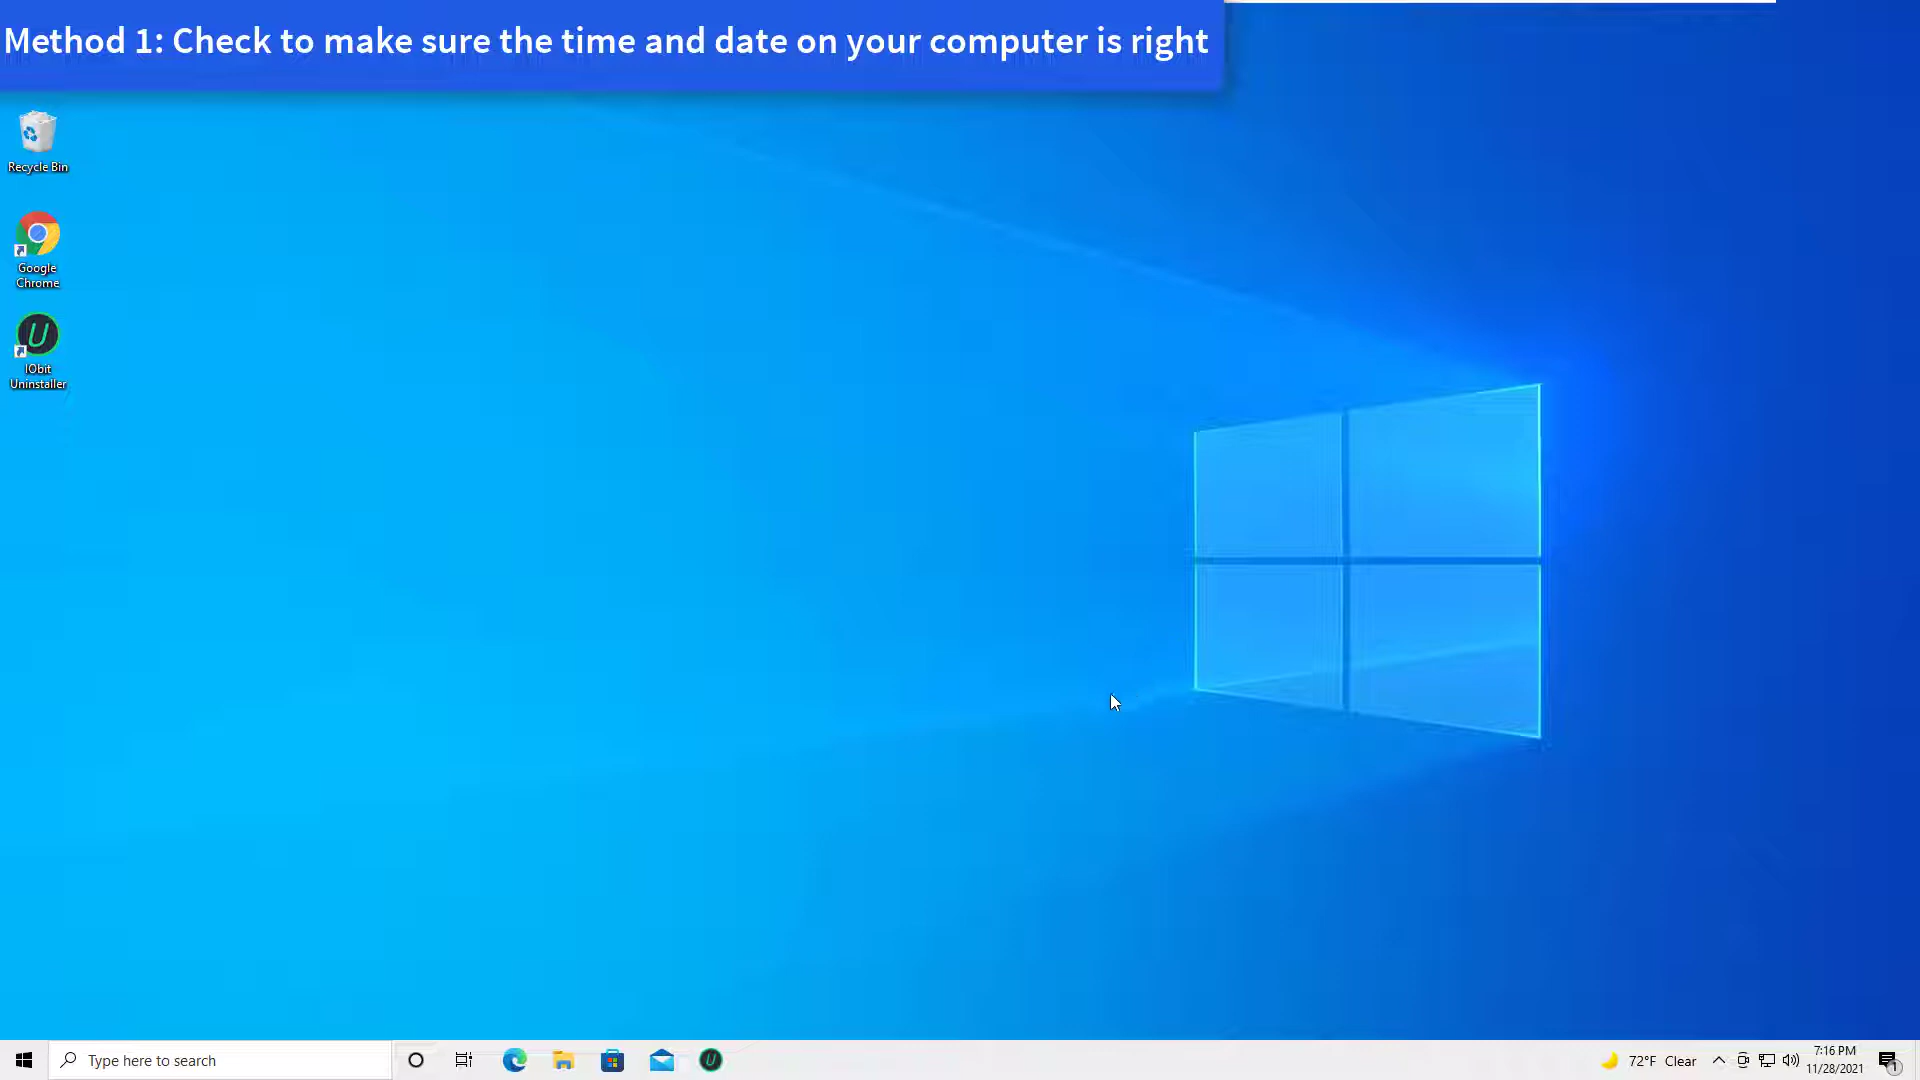 Method 1: Check to make sure the time and date on your computer is right
Recycle Bin
Google
Chrome
IObit
Uninstaller
Type here to search
72°F Clear
7:16 PM
11/28/2021
1